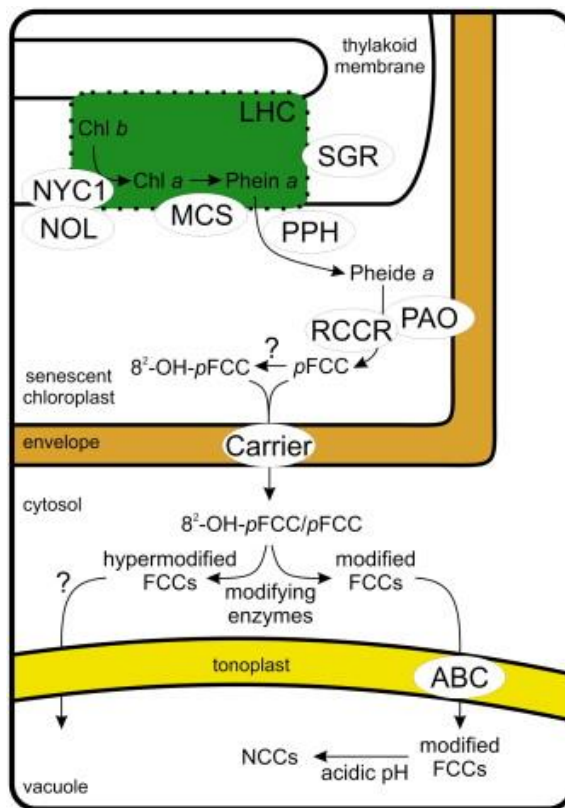 thylakoid
membrane
LHC
Chl b
SGR
NYC1
Chl a
Phein a
NOL
MCS
PPH
Pheide a
RCCR
PAO
?
8²-OH-pFCC
pFCC
senescent
chloroplast
envelope
Carrier
cytosol
8²-OH-pFCC/pFCC
?
hypermodified
FCCs
modified
FCCs
modifying
enzymes
tonoplast
ABC
NCCs
acidic pH
modified
FCCs
vacuole